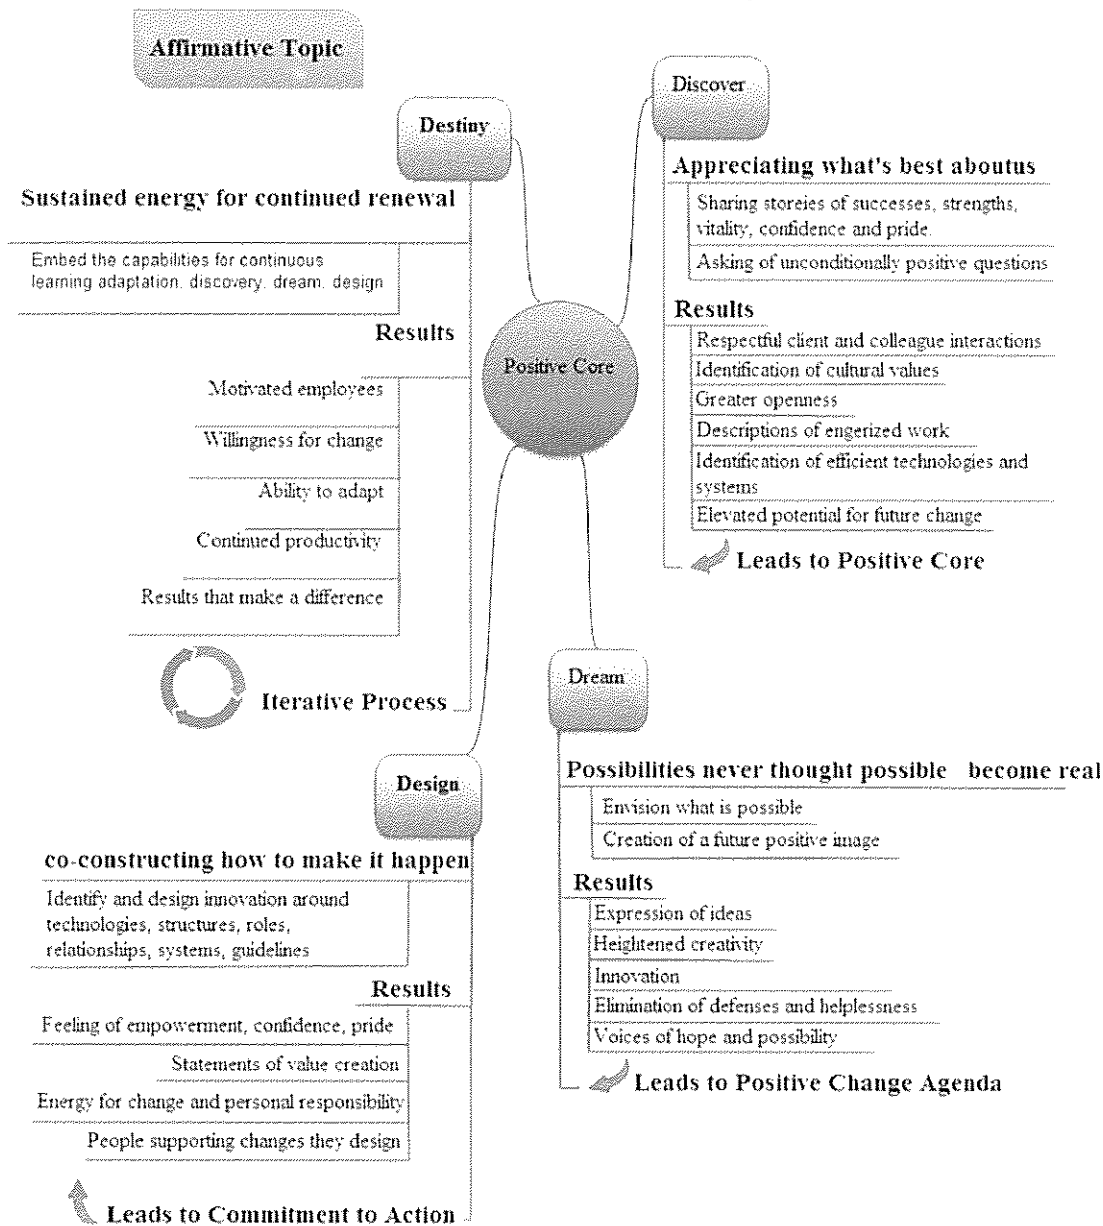 Affirmative Topic
Discover
Appreciating what's best aboutus
Sharing storeies of successes, strengths,
vitality, confidence and pride.
Asking of unconditionally positive questions
Results
Respectful client and colleague interactions
Identification of cultural values
Greater openness
Descriptions of engerized work
Identification of efficient technologies and
systems
Elevated potential for future change
Leads to Positive Core
Positive Core
Destiny
Sustained energy for continued renewal
Embed the capabilities for continuous
learning adaptation, discovery, dream, design
Results
Motivated employees
Willingness for change
Ability to adapt
Continued productivity
Results that make a difference
Iterative Process
Dream
Possibilities never thought possible become real
Envision what is possible
Creation of a future positive image
Results
Expression of ideas
Heightened creativity
Innovation
Elimination of defenses and helplessness
Voices of hope and possibility
Leads to Positive Change Agenda
Design
co-constructing how to make it happen
Identify and design innovation around
technologies, structures, roles,
relationships, systems, guidelines
Results
Feeling of empowerment, confidence, pride
Statements of value creation
Energy for change and personal responsibility
People supporting changes they design
Leads to Commitment to Action